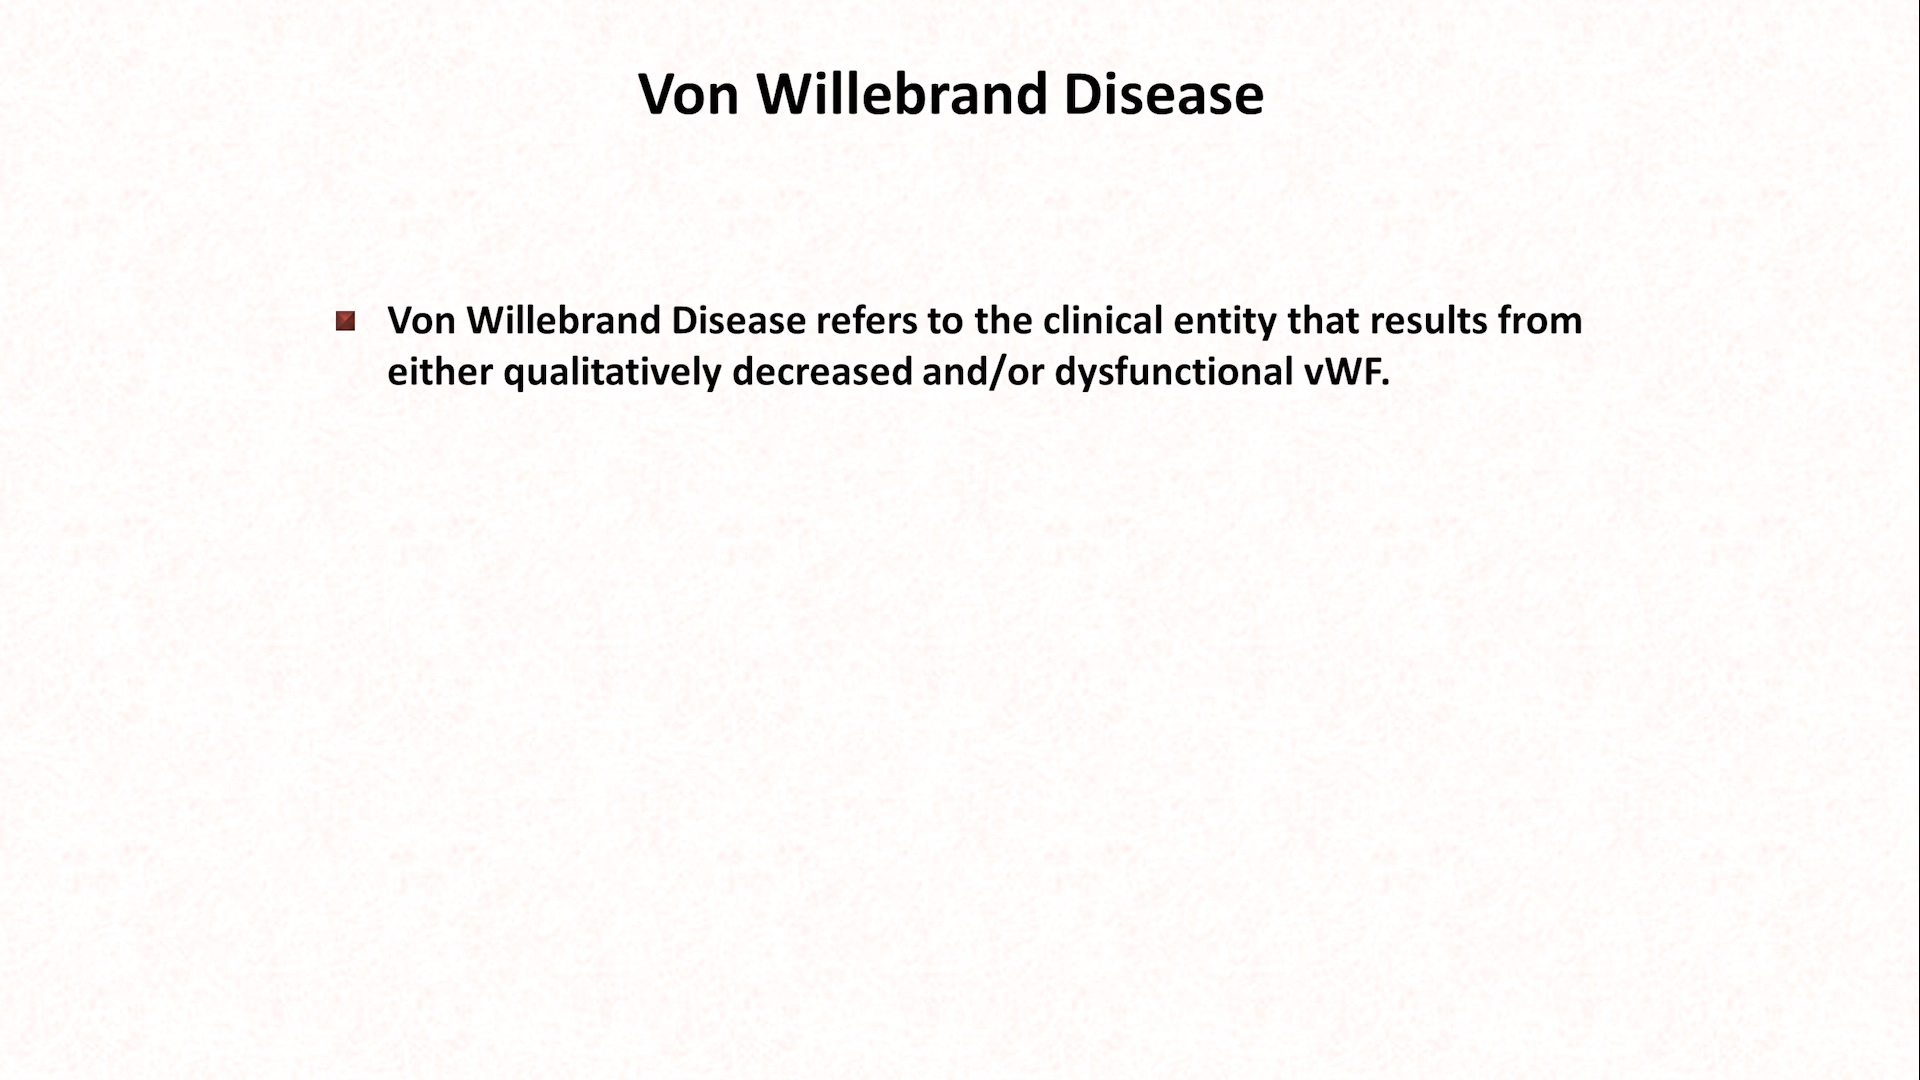 Von Willebrand Disease
Von Willebrand Disease refers to the clinical entity that results from
either qualitatively decreased and/or dysfunctional vWF.